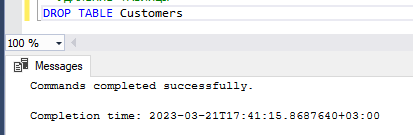 DROP TABLE Customers
100 %
Messages
Commands completed successfully.
Completion time: 2023-03-21T17:41:15.8687640+03:00